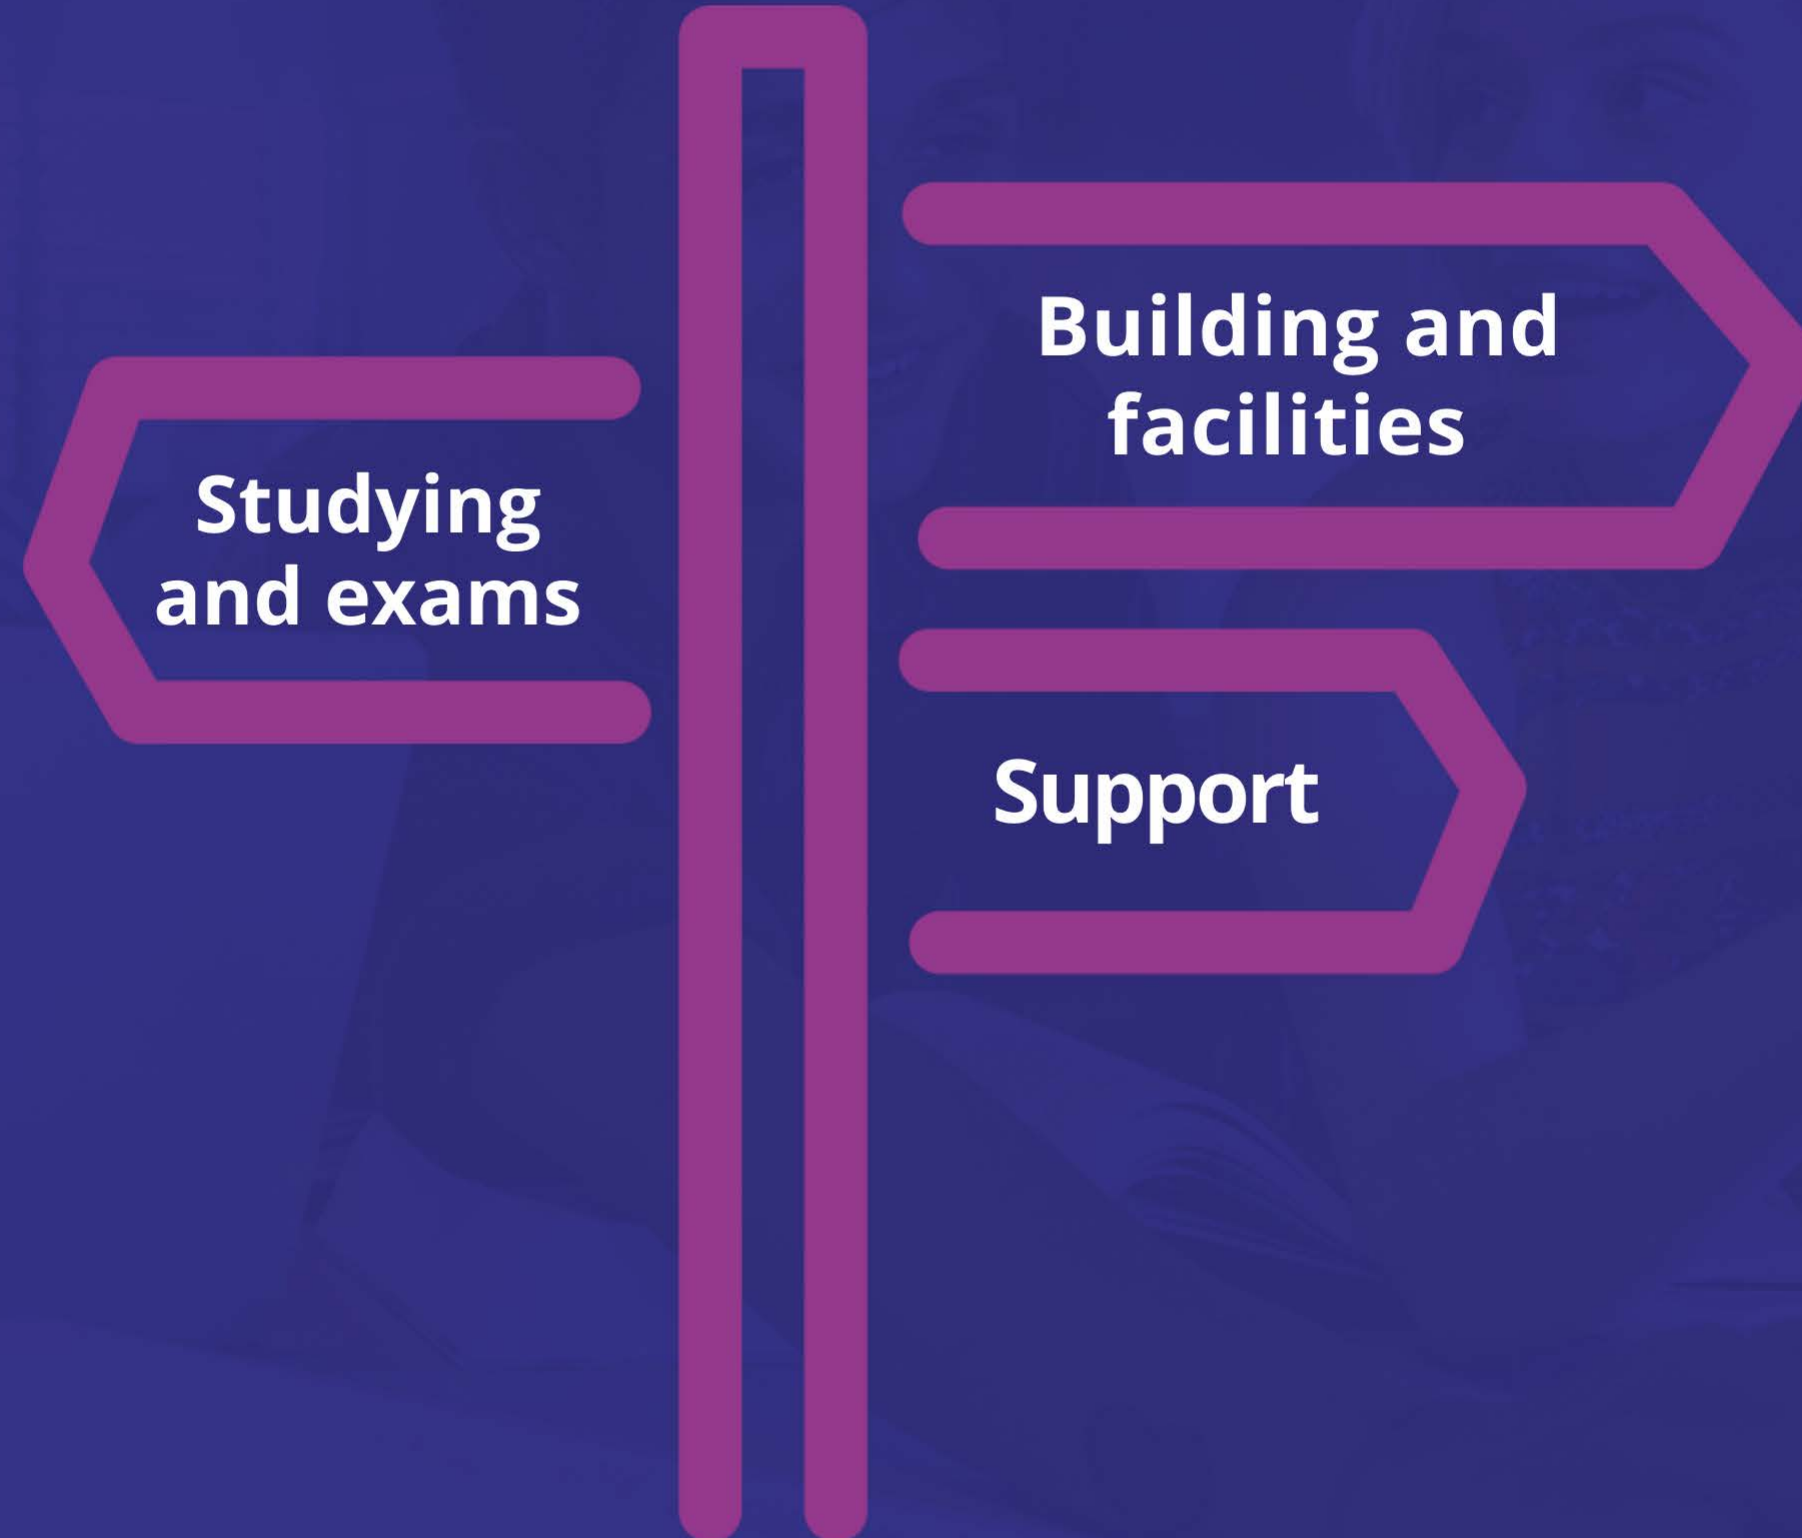 Building and
facilities
Studying
and exams
Support